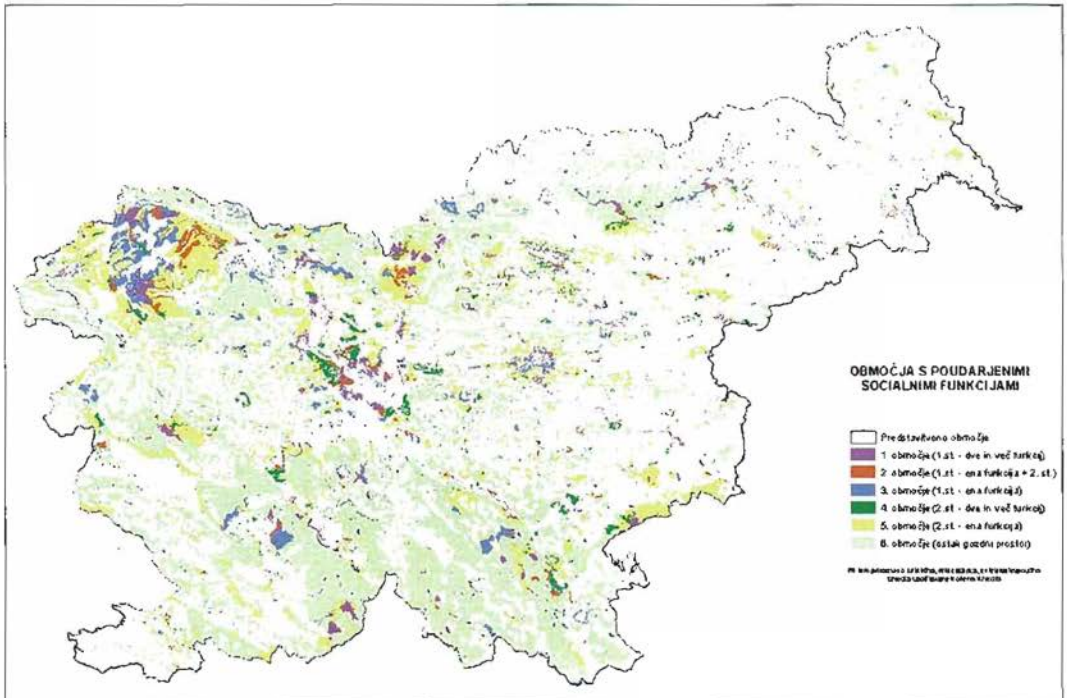 OBMOČJA S POUDARJENIMI
SOCIALNIMI FUNKCIJAMI
Predstavitveno območje
1. območje (1.st. - dve in več funkcij)
2. območje (1.st. - ena funkcija + 2. st.)
3. območje (1.st. - ena funkcija)
4. območje (2.st. - dve in več funkcij)
5. območje (2.st. - ena funkcija)
6. območje (ostali gozdni prostor)